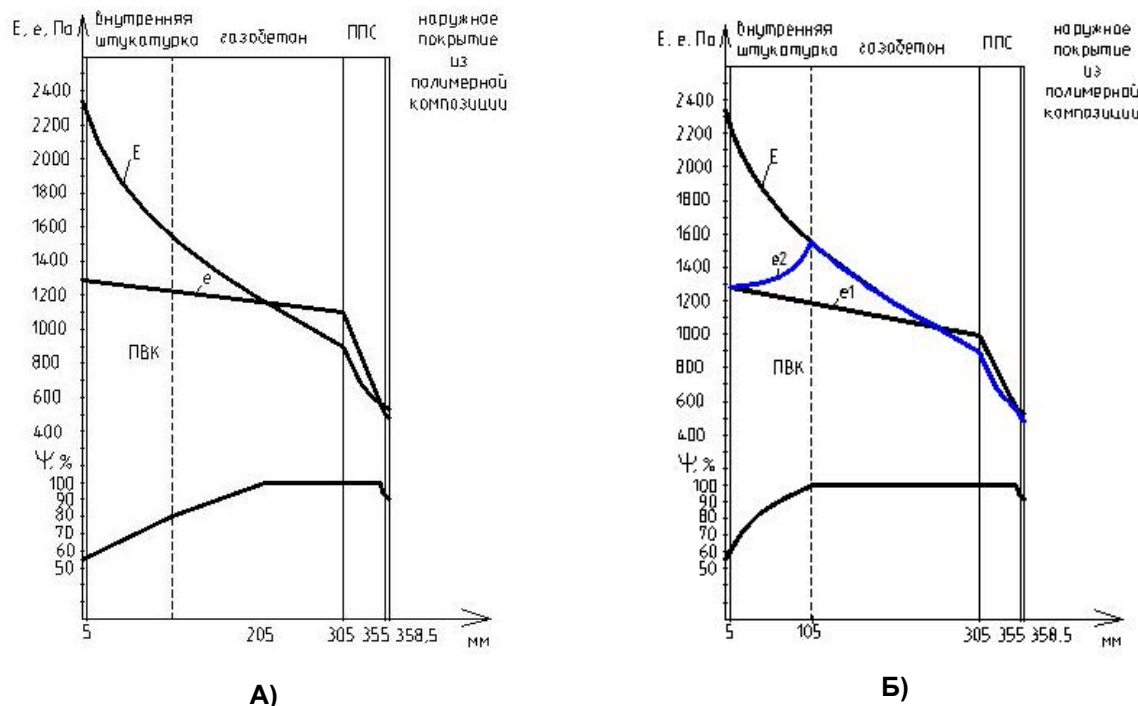 Е, е, Па
внутренняя
штукатурка
газобетон
ППС
наружное
покрытие
из
полимерной
композиции
2400
2200
2000
1800
1600
1400
1200
1000
800
600
400
Е
е
ПВК
Ψ, %
100
90
80
70
60
50
5
205
305
355
358,5
мм
А)
Е, е, Па
внутренняя
штукатурка
газобетон
ППС
наружное
покрытие
из
полимерной
композиции
2400
2200
2000
1800
1600
1400
1200
1000
800
600
400
Е
е2
е1
ПВК
Ψ, %
100
90
80
70
60
50
5
105
305
355
358.5
мм
Б)